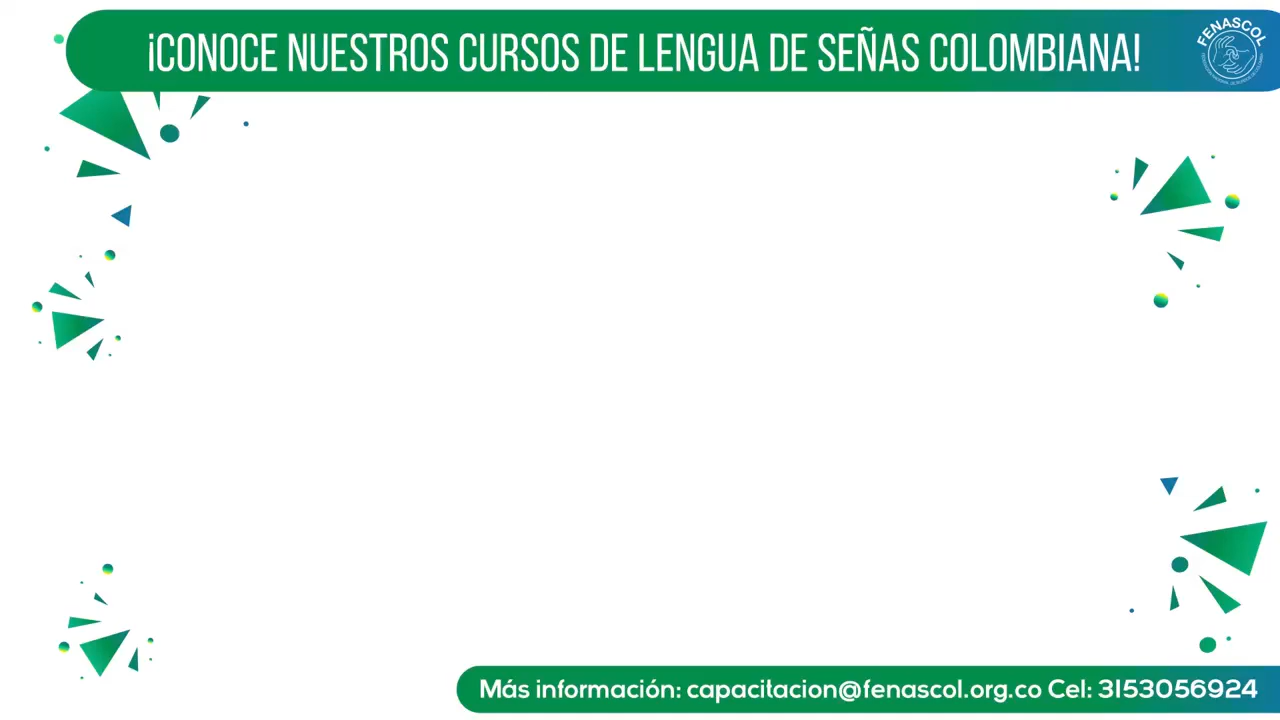 ¡CONOCE NUESTROS CURSOS DE LENGUA DE SEÑAS COLOMBIANA!
FENASCOL
Más información: capacitacion@fenascol.org.co Cel: 3153056924